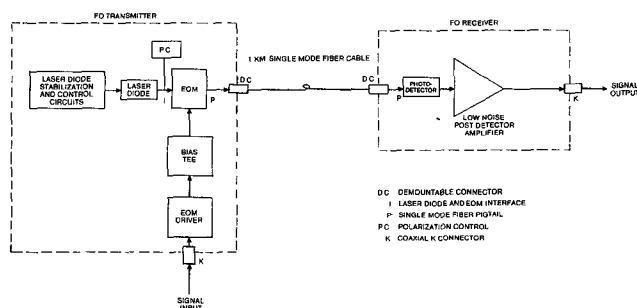 FO TRANSMITTER
FO RECEIVER
PC
1 KM SINGLE MODE FIBER CABLE
LASER DIODE
STABILIZATION
AND CONTROL
CIRCUITS
LASER
DIODE
I
EOM
P
DC
DC
P
PHOTO-
DETECTOR
LOW NOISE
POST DETECTOR
AMPLIFIER
K
SIGNAL
OUTPUT
BIAS
TEE
EOM
DRIVER
K
SIGNAL
INPUT
DC DEMOUNTABLE CONNECTOR
I LASER DIODE AND EOM INTERFACE
P SINGLE MODE FIBER PIGTAIL
PC POLARIZATION CONTROL
K COAXIAL K CONNECTOR